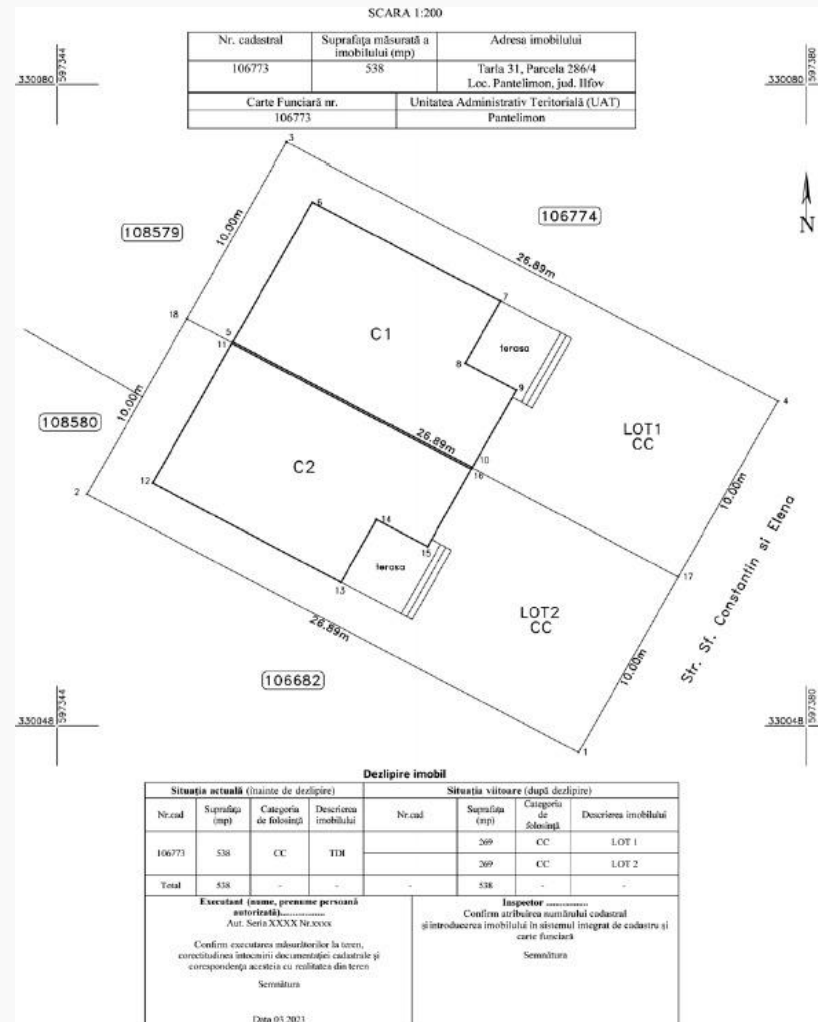 SCARA 1:200
Nr. cadastral
Suprafața măsurată a
imobilului (mp)
Adresa imobilului
106773
538
Tarla 31, Parcela 286/4
Loc. Pantelimon, jud. Ilfov
Carte Funciară nr.
Unitatea Administrativ Teritorială (UAT)
106773
Pantelimon
330080
597344
330080
597380
3
N
108579
10.00m
6
106774
26.89m
18
5
11
C1
7
terasa
8
9
4
10.00m
108580
2
12
C2
26.89m
10
16
LOT1
CC
10.00m
17
14
15
terasa
13
26.89m
LOT2
CC
10.00m
Str. Sf. Constantin si Elena
106682
1
330048
597344
330048
597380
Dezlipire imobil
Situația actuală (înainte de dezlipire)
Situația viitoare (după dezlipire)
Nr.cad
Suprafața
(mp)
Categoria
de folosință
Descrierea
imobilului
Nr.cad
Suprafața
(mp)
Categoria
de
folosință
Descrierea imobilului
106773
538
CC
TDI
269
CC
LOT 1
269
CC
LOT 2
Total
538
-
-
-
538
-
-
Executant (nume, prenume persoană
autorizată)..................
Aut. Seria XXXX Nr.xxxx
Confirm executarea măsurătorilor la teren,
corectitudinea întocmirii documentației cadastrale și
corespondența acesteia cu realitatea din teren
Semnătura
Data 03.2023
Inspector ..................
Confirm atribuirea numărului cadastral
și introducerea imobilului în sistemul integrat de cadastru și
carte funciară
Semnătura